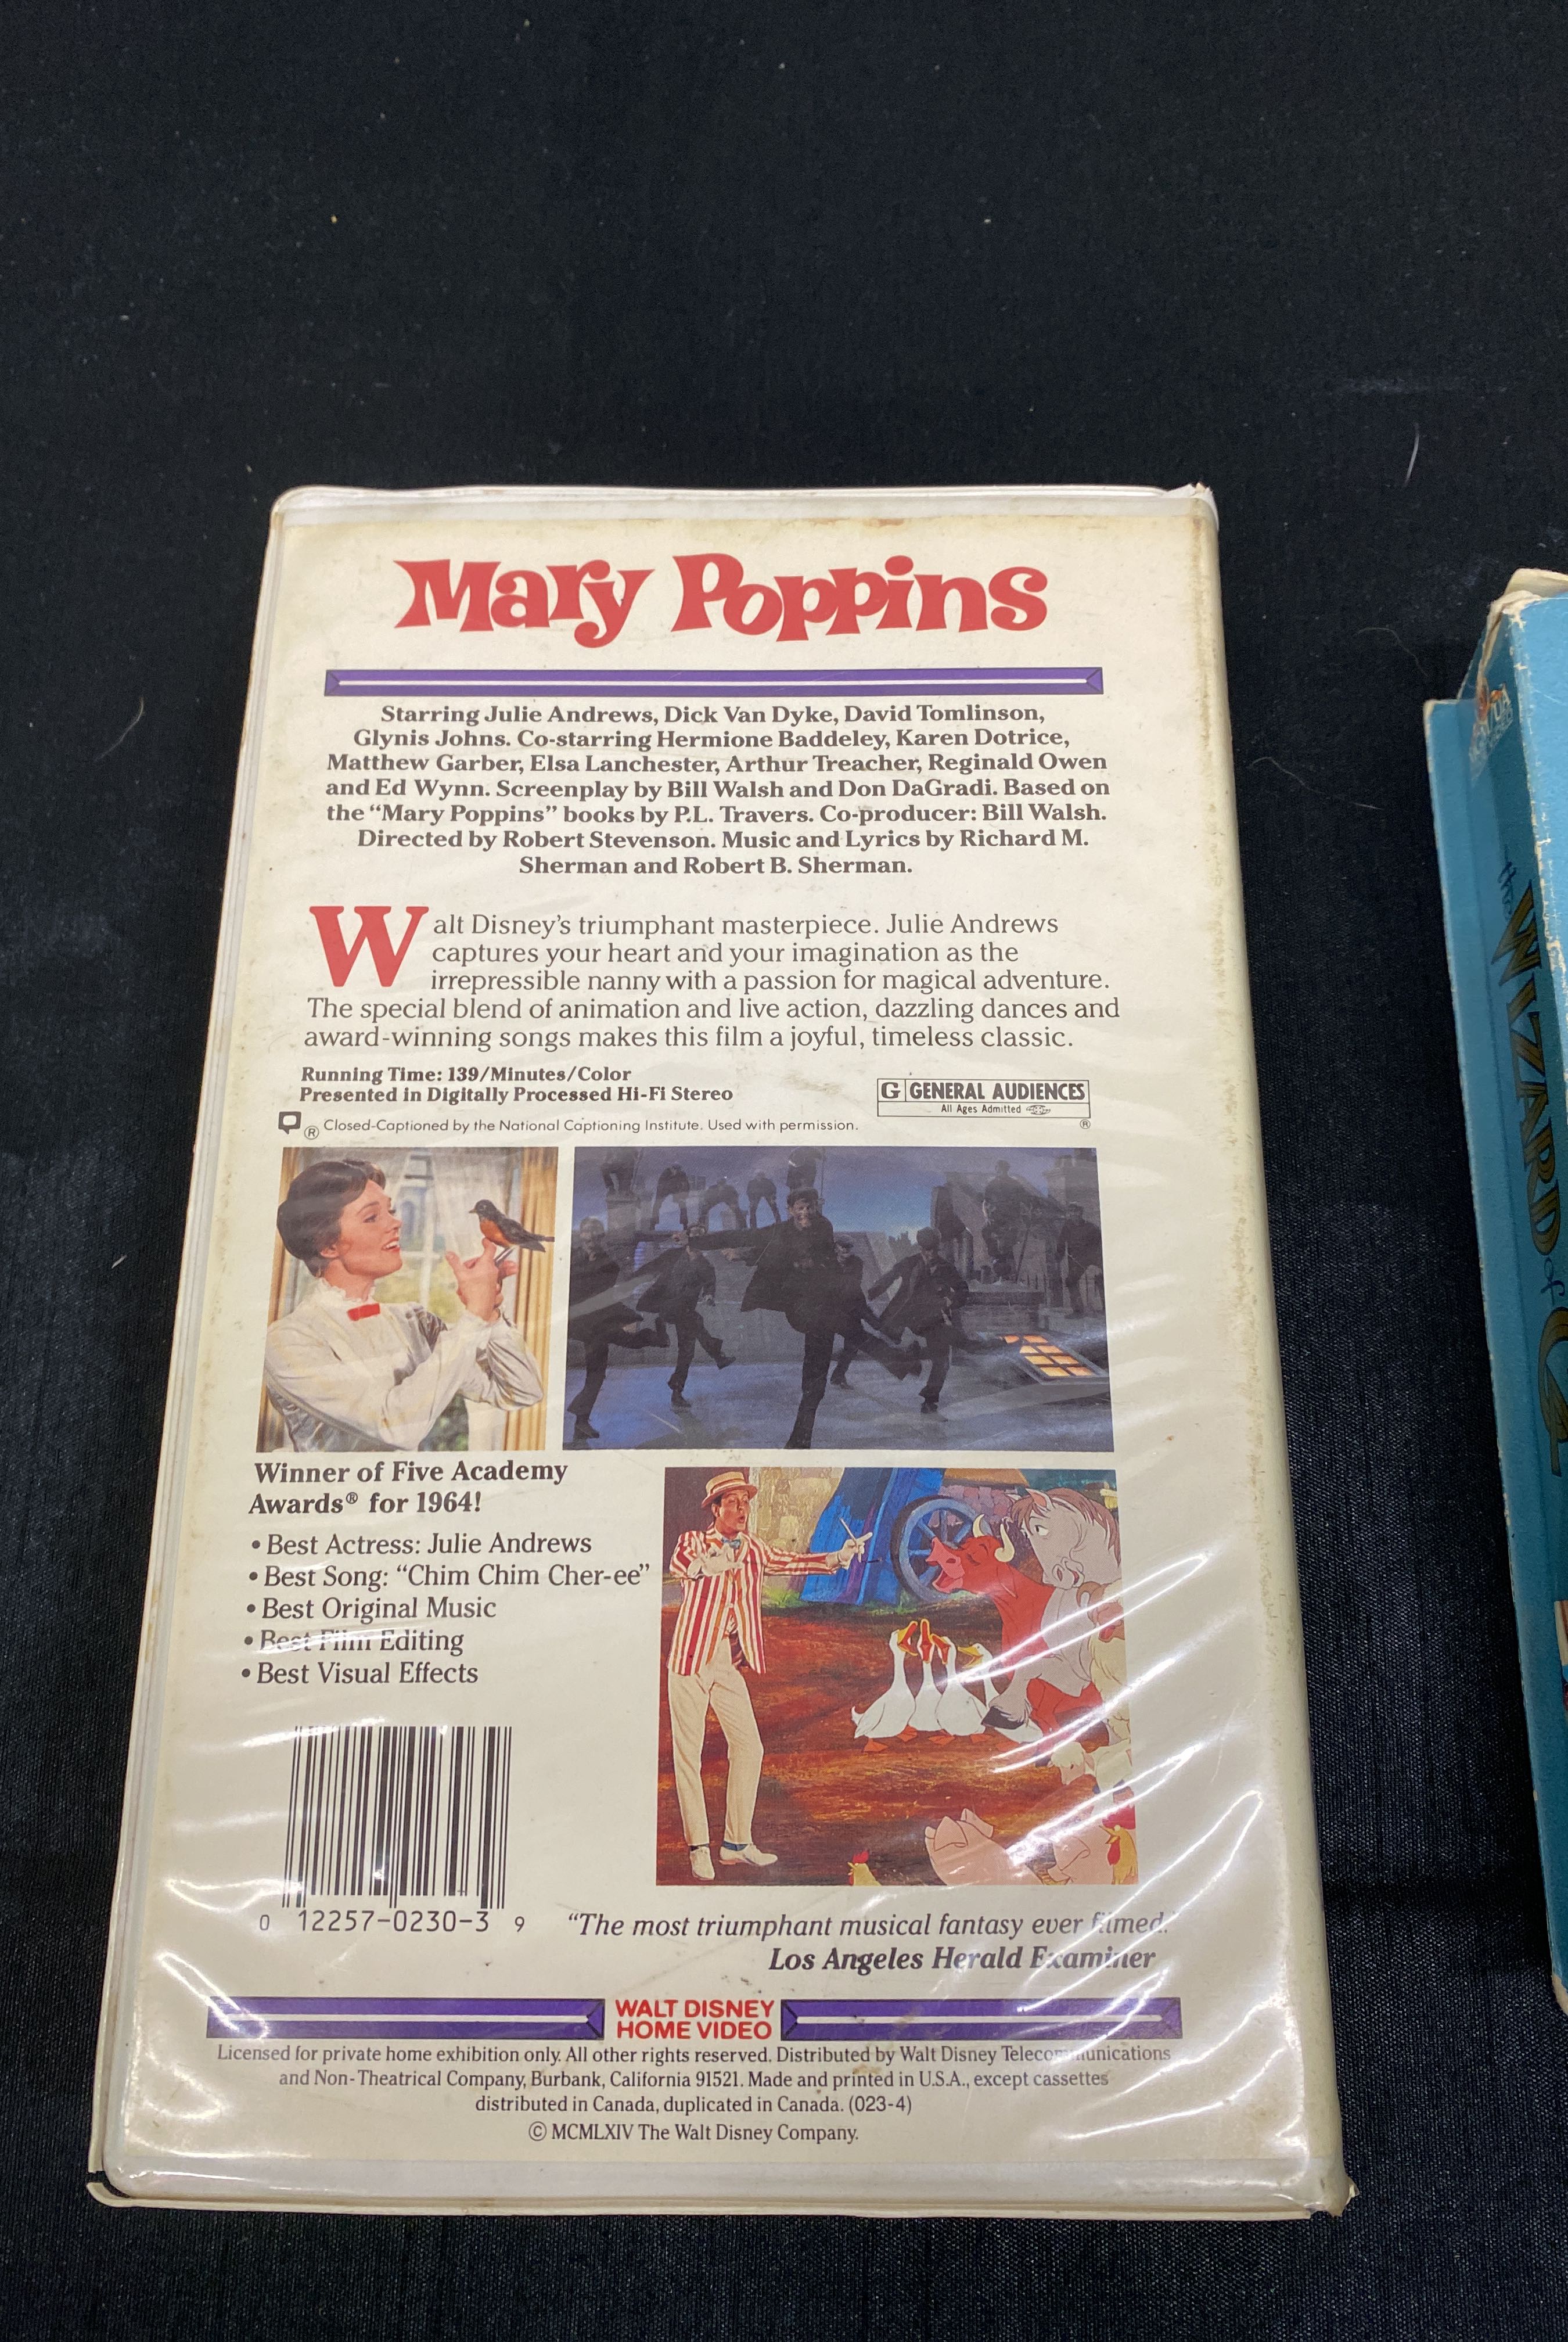 Mary Poppins
Starring Julie Andrews, Dick Van Dyke, David Tomlinson,
Glynis Johns. Co-starring Hermione Baddeley, Karen Dotrice,
Matthew Garber, Elsa Lanchester, Arthur Treacher, Reginald Owen
and Ed Wynn. Screenplay by Bill Walsh and Don DaGradi. Based on
the “Mary Poppins” books by P.L. Travers. Co-producer: Bill Walsh.
Directed by Robert Stevenson. Music and Lyrics by Richard M.
Sherman and Robert B. Sherman.
Walt Disney's triumphant masterpiece. Julie Andrews
captures your heart and your imagination as the
irrepressible nanny with a passion for magical adventure.
The special blend of animation and live action, dazzling dances and
award-winning songs makes this film a joyful, timeless classic.
Running Time: 139/Minutes/Color
Presented in Digitally Processed Hi-Fi Stereo
® Closed-Captioned by the National Captioning Institute. Used with permission.
G GENERAL AUDIENCES
All Ages Admitted
®
Winner of Five Academy
Awards® for 1964!
• Best Actress: Julie Andrews
• Best Song: “Chim Chim Cher-ee”
• Best Original Music
• Best Film Editing
• Best Visual Effects
0 12257-0230-3 9
“The most triumphant musical fantasy ever filmed.”
Los Angeles Herald Examiner
WALT DISNEY
HOME VIDEO
Licensed for private home exhibition only. All other rights reserved. Distributed by Walt Disney Telecommunications
and Non-Theatrical Company, Burbank, California 91521. Made and printed in U.S.A., except cassettes
distributed in Canada, duplicated in Canada. (023-4)
© MCMLXIV The Walt Disney Company.
The WIZARD of OZ